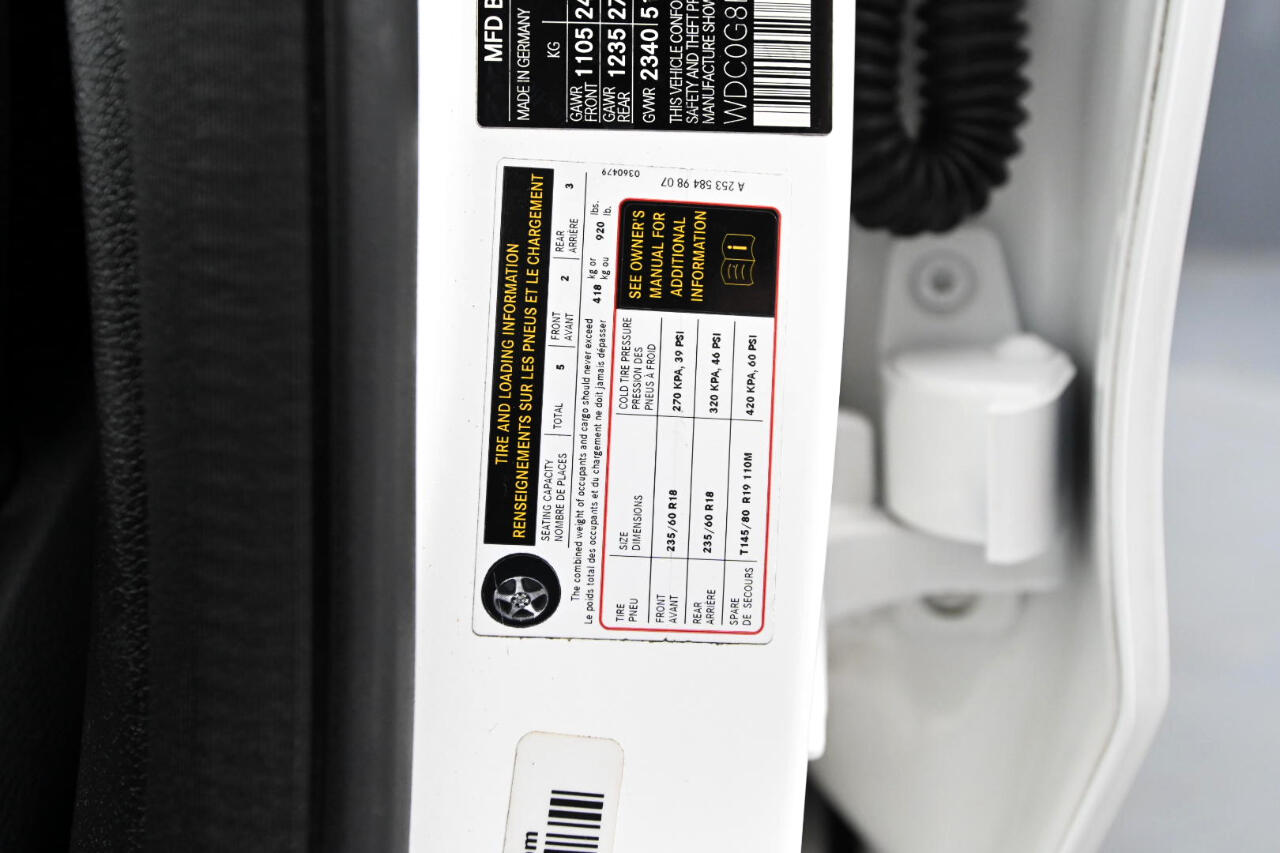 MFD B
MADE IN GERMANY
KG
GAWR
FRONT 1105 24
GAWR
REAR 1235 27
GVWR 2340 51
THIS VEHICLE CONFO
SAFETY AND THEFT PR
MANUFACTURE SHOW
WDC0G8
TIRE AND LOADING INFORMATION
RENSEIGNEMENTS SUR LES PNEUS ET LE CHARGEMENT
SEATING CAPACITY
NOMBRE DE PLACES
TOTAL 5
FRONT
AVANT 2
REAR
ARRIÈRE 3
The combined weight of occupants and cargo should never exceed 418 kg or 920 lbs.
Le poids total des occupants et du chargement ne doit jamais dépasser kg ou lb.
0360479
A 253 584 98 07
TIRE
PNEU
SIZE
DIMENSIONS
COLD TIRE PRESSURE
PRESSION DES
PNEUS À FROID
FRONT
AVANT
235/60 R18
270 KPA, 39 PSI
REAR
ARRIÈRE
235/60 R18
320 KPA, 46 PSI
SPARE
DE SECOURS
T145/80 R19 110M
420 KPA, 60 PSI
SEE OWNER'S
MANUAL FOR
ADDITIONAL
INFORMATION
i